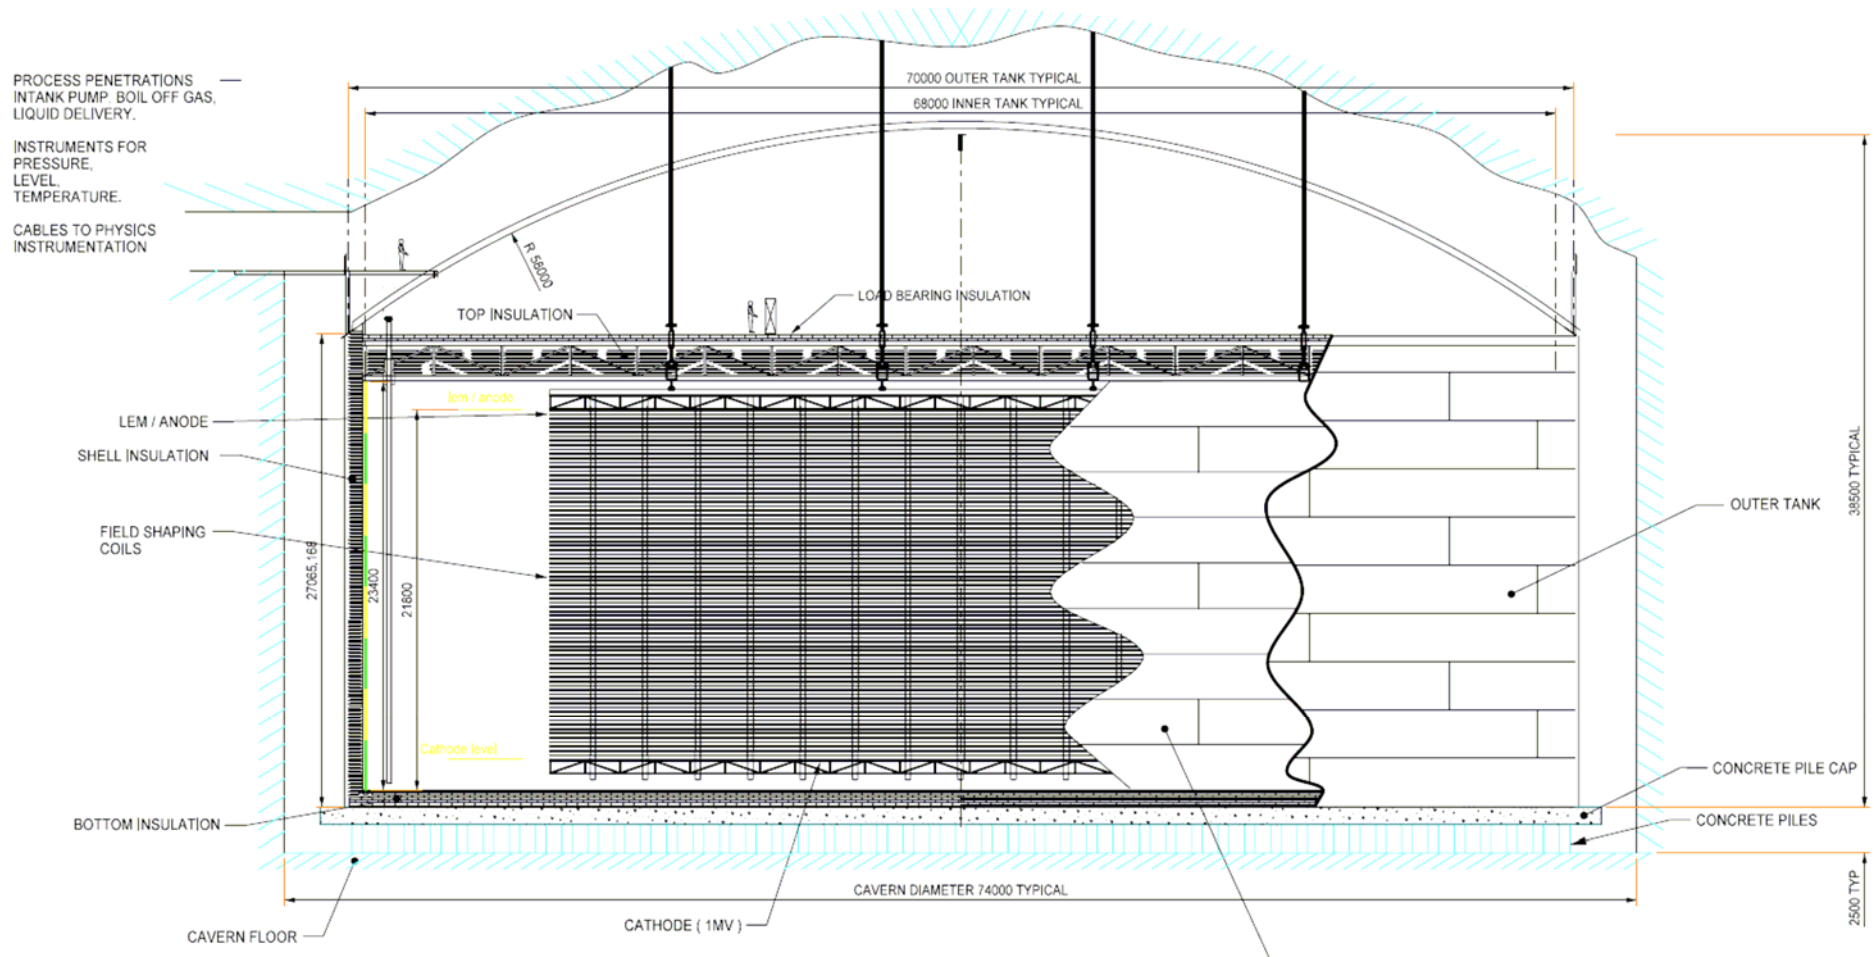 PROCESS PENETRATIONS
INTANK PUMP. BOIL OFF GAS,
LIQUID DELIVERY.
INSTRUMENTS FOR
PRESSURE,
LEVEL,
TEMPERATURE.
CABLES TO PHYSICS
INSTRUMENTATION
70000 OUTER TANK TYPICAL
68000 INNER TANK TYPICAL
R 56000
LOAD BEARING INSULATION
TOP INSULATION
lem / anode
LEM / ANODE
SHELL INSULATION
FIELD SHAPING
COILS
27065,168
23400
21800
38500 TYPICAL
OUTER TANK
Cathode level
CONCRETE PILE CAP
CONCRETE PILES
BOTTOM INSULATION
CAVERN DIAMETER 74000 TYPICAL
2500 TYP
CATHODE ( 1MV )
CAVERN FLOOR